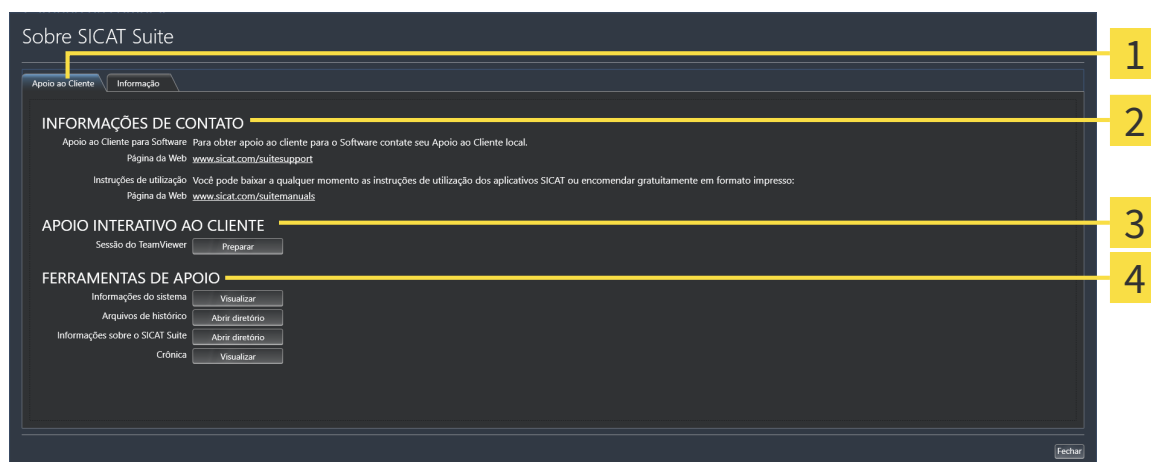 Sobre SICAT Suite
1
Apoio ao Cliente Informação
INFORMAÇÕES DE CONTATO
2
Apoio ao Cliente para Software Para obter apoio ao cliente para o Software contate seu Apoio ao Cliente local.
Página da Web www.sicat.com/suitesupport
Instruções de utilização Você pode baixar a qualquer momento as instruções de utilização dos aplicativos SICAT ou encomendar gratuitamente em formato impresso:
Página da Web www.sicat.com/suitemanuals
APOIO INTERATIVO AO CLIENTE
3
Sessão do TeamViewer Preparar
FERRAMENTAS DE APOIO
4
Informações do sistema Visualizar
Arquivos de histórico Abrir diretório
Informações sobre o SICAT Suite Abrir diretório
Crônica Visualizar
Fechar